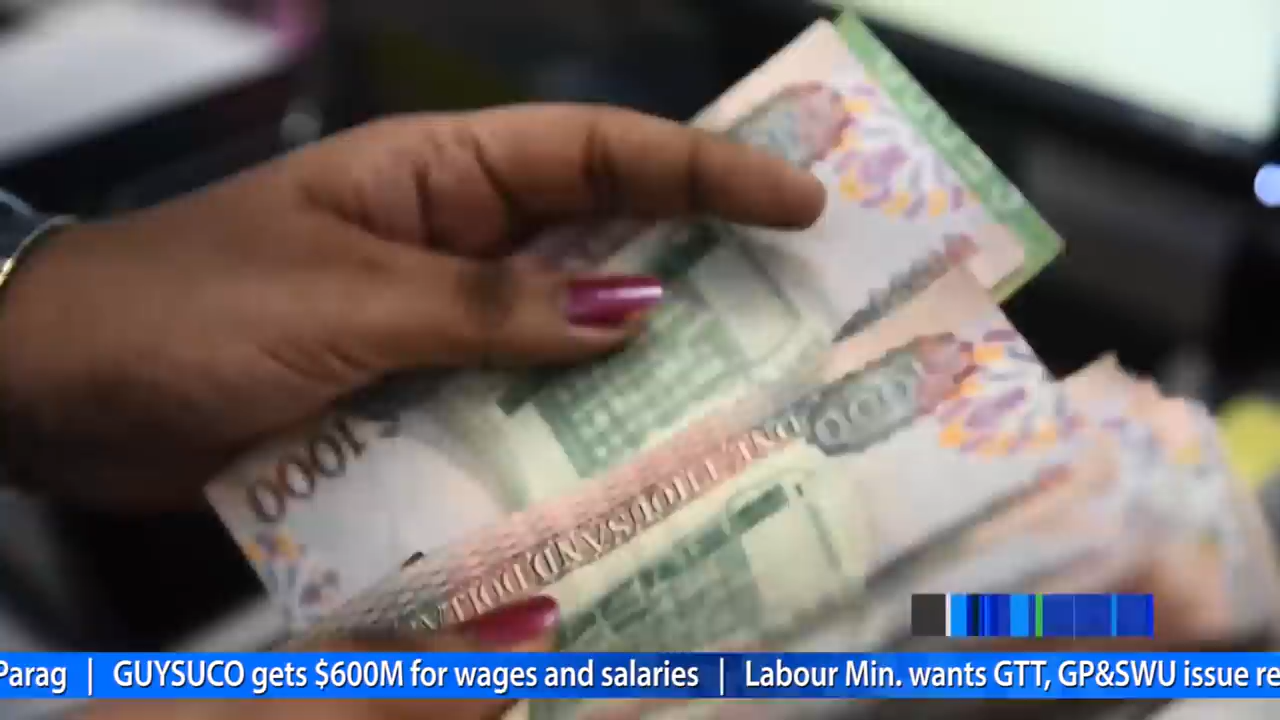 1000
ONE THOUSAND DOLLAR
Parag | GUYSUCO gets $600M for wages and salaries | Labour Min. wants GTT, GP&SWU issue re